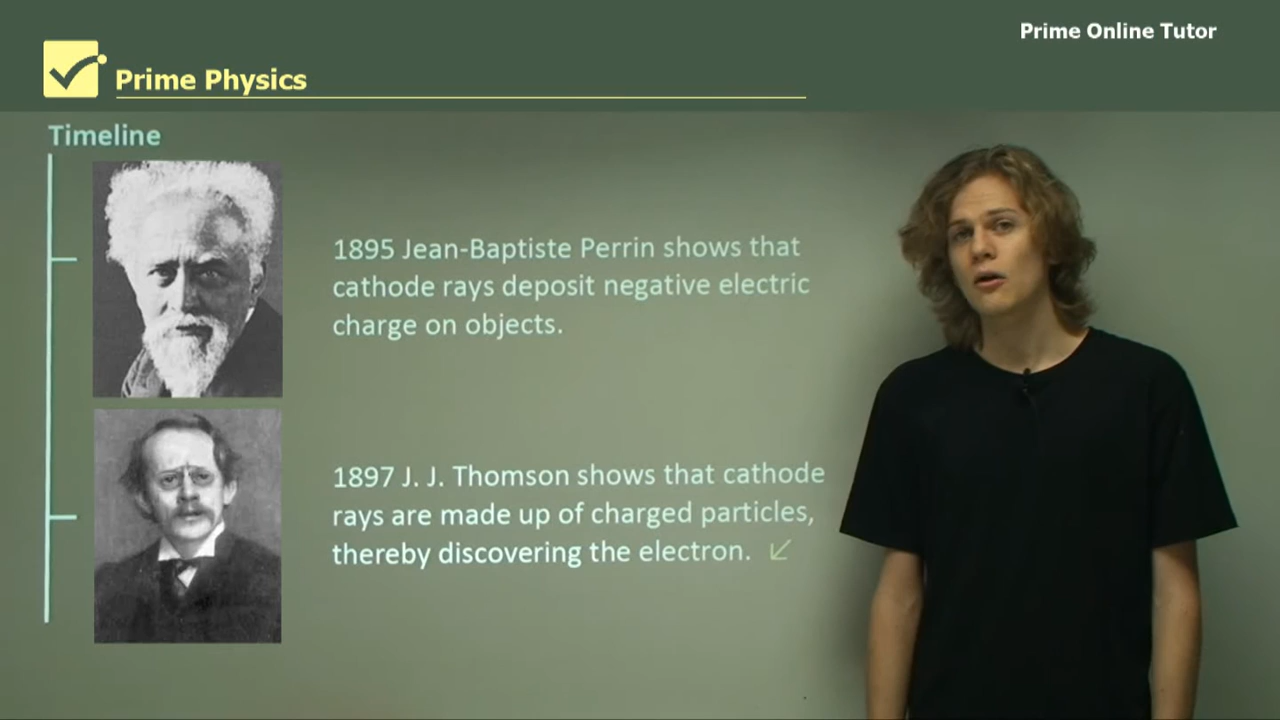 Prime Online Tutor
Prime Physics
Timeline
1895 Jean-Baptiste Perrin shows that
cathode rays deposit negative electric
charge on objects.
1897 J. J. Thomson shows that cathode
rays are made up of charged particles,
thereby discovering the electron.